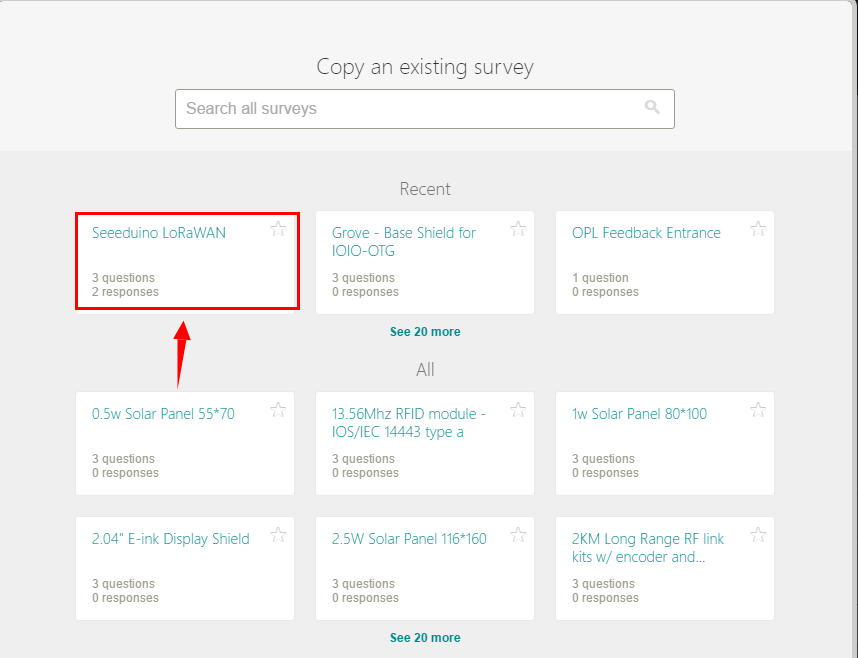 Copy an existing survey
Search all surveys
Recent
Seeeduino LoRaWAN
3 questions
2 responses
Grove - Base Shield for
IOIO-OTG
3 questions
0 responses
OPL Feedback Entrance
1 question
0 responses
See 20 more
All
0.5w Solar Panel 55*70
3 questions
0 responses
13.56Mhz RFID module -
IOS/IEC 14443 type a
3 questions
0 responses
1w Solar Panel 80*100
3 questions
0 responses
2.04" E-ink Display Shield
3 questions
0 responses
2.5W Solar Panel 116*160
3 questions
0 responses
2KM Long Range RF link
kits w/ encoder and...
3 questions
0 responses
See 20 more